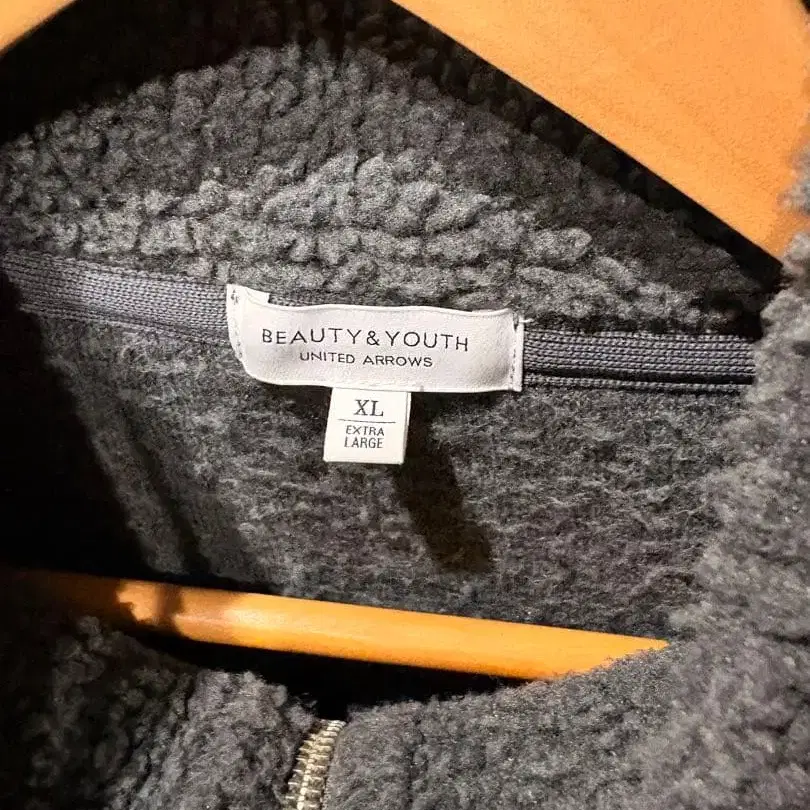 BEAUTY&YOUTH
UNITED ARROWS
XL
EXTRA
LARGE